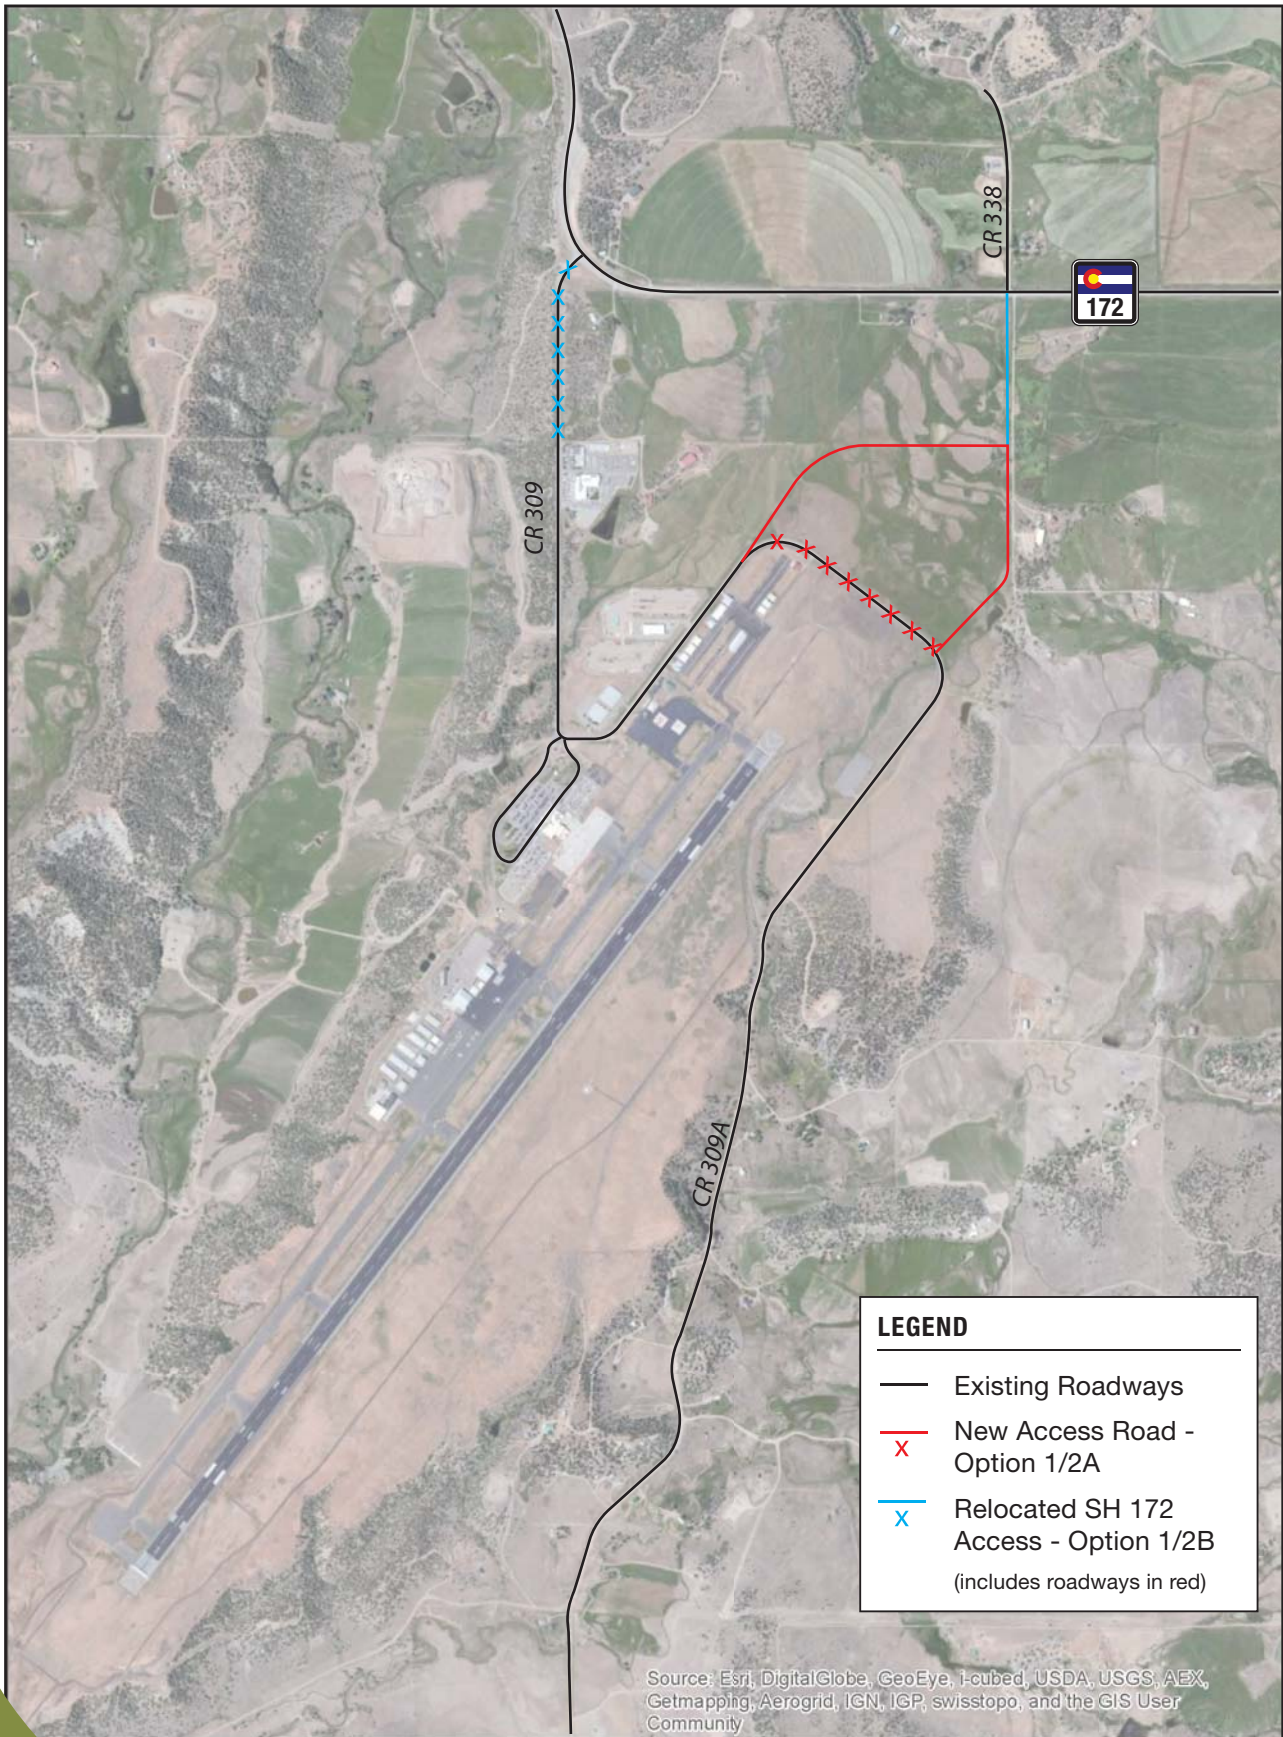 CR 338
172
CR 309
CR 309A
LEGEND
Existing Roadways
New Access Road -
Option 1/2A
X
Relocated SH 172
Access - Option 1/2B
X
(includes roadways in red)
Source: Esri, DigitalGlobe, GeoEye, i-cubed, USDA, USGS, AEX,
Getmapping, Aerogrid, IGN, IGP, swisstopo, and the GIS User
Community